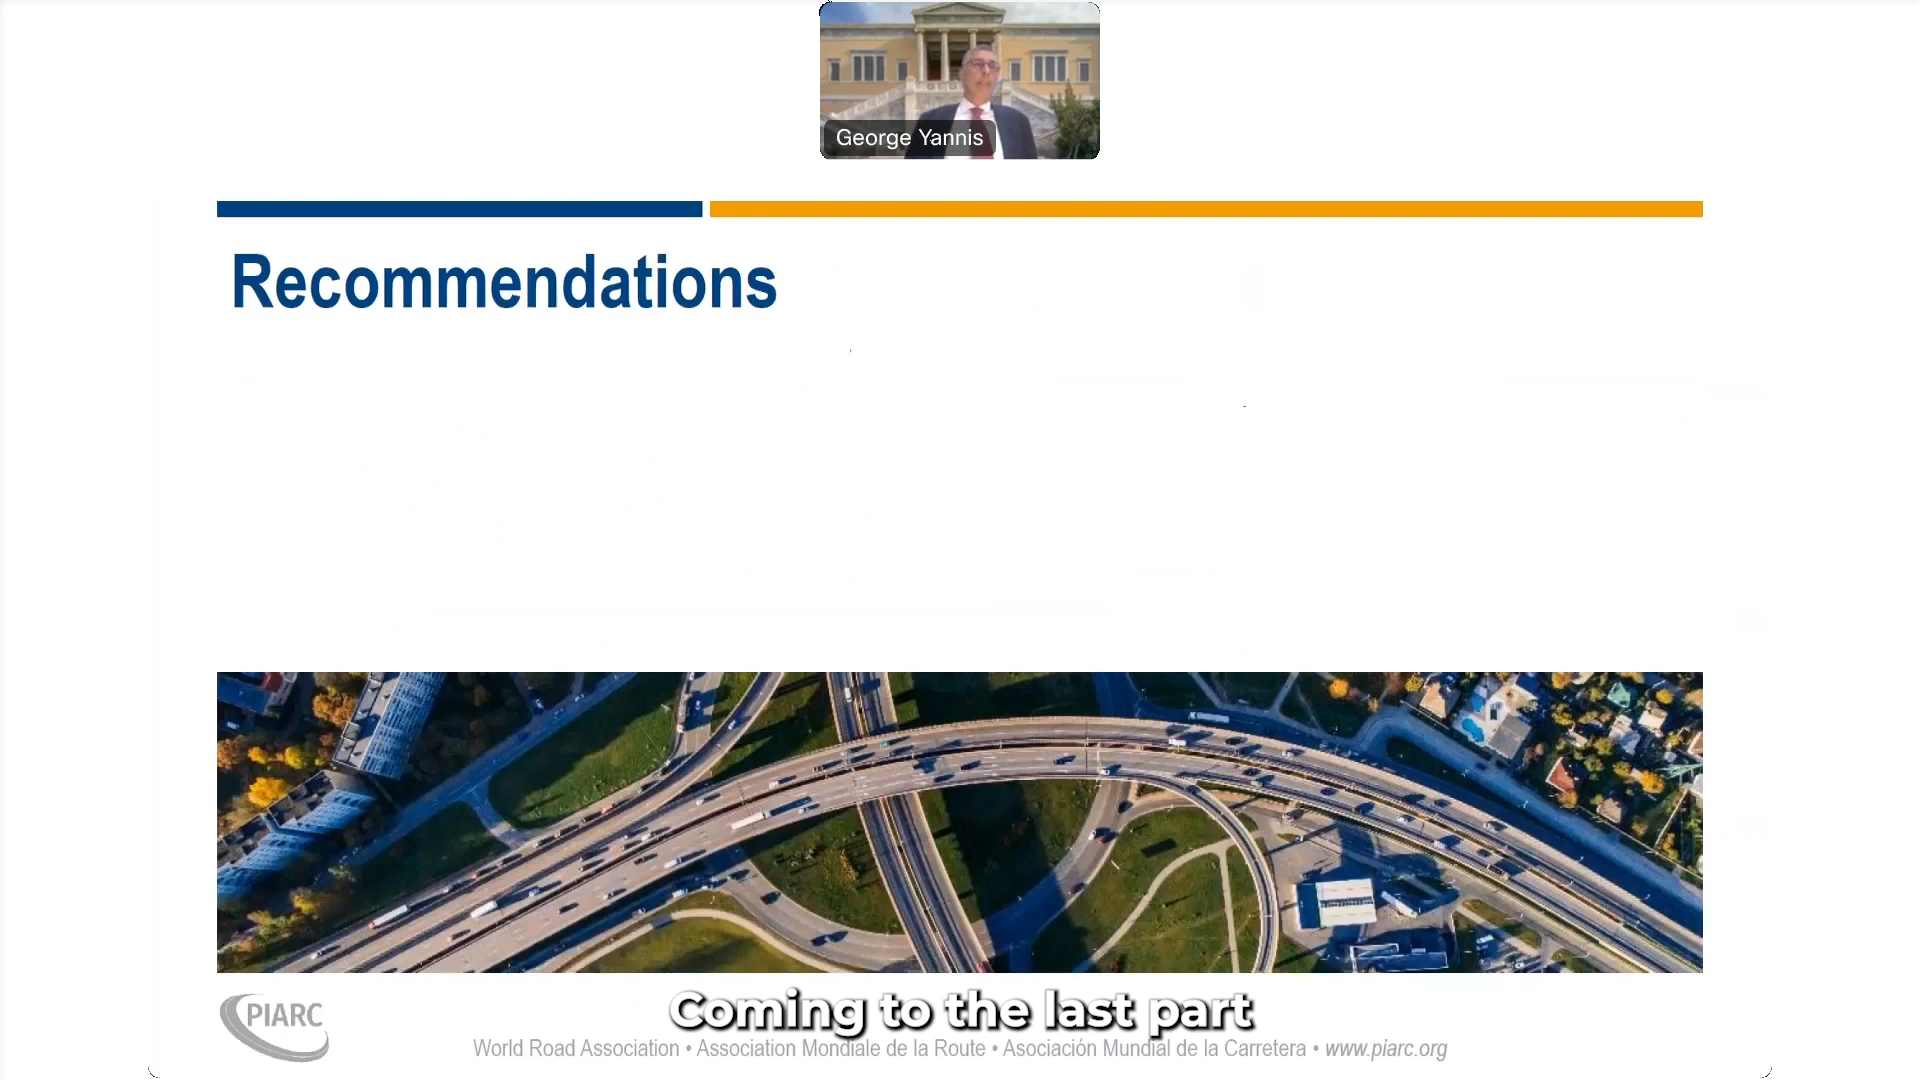 George Yannis
Recommendations
PIARC
Coming to the last part
World Road Association • Association Mondiale de la Route • Asociación Mundial de la Carretera • www.piarc.org